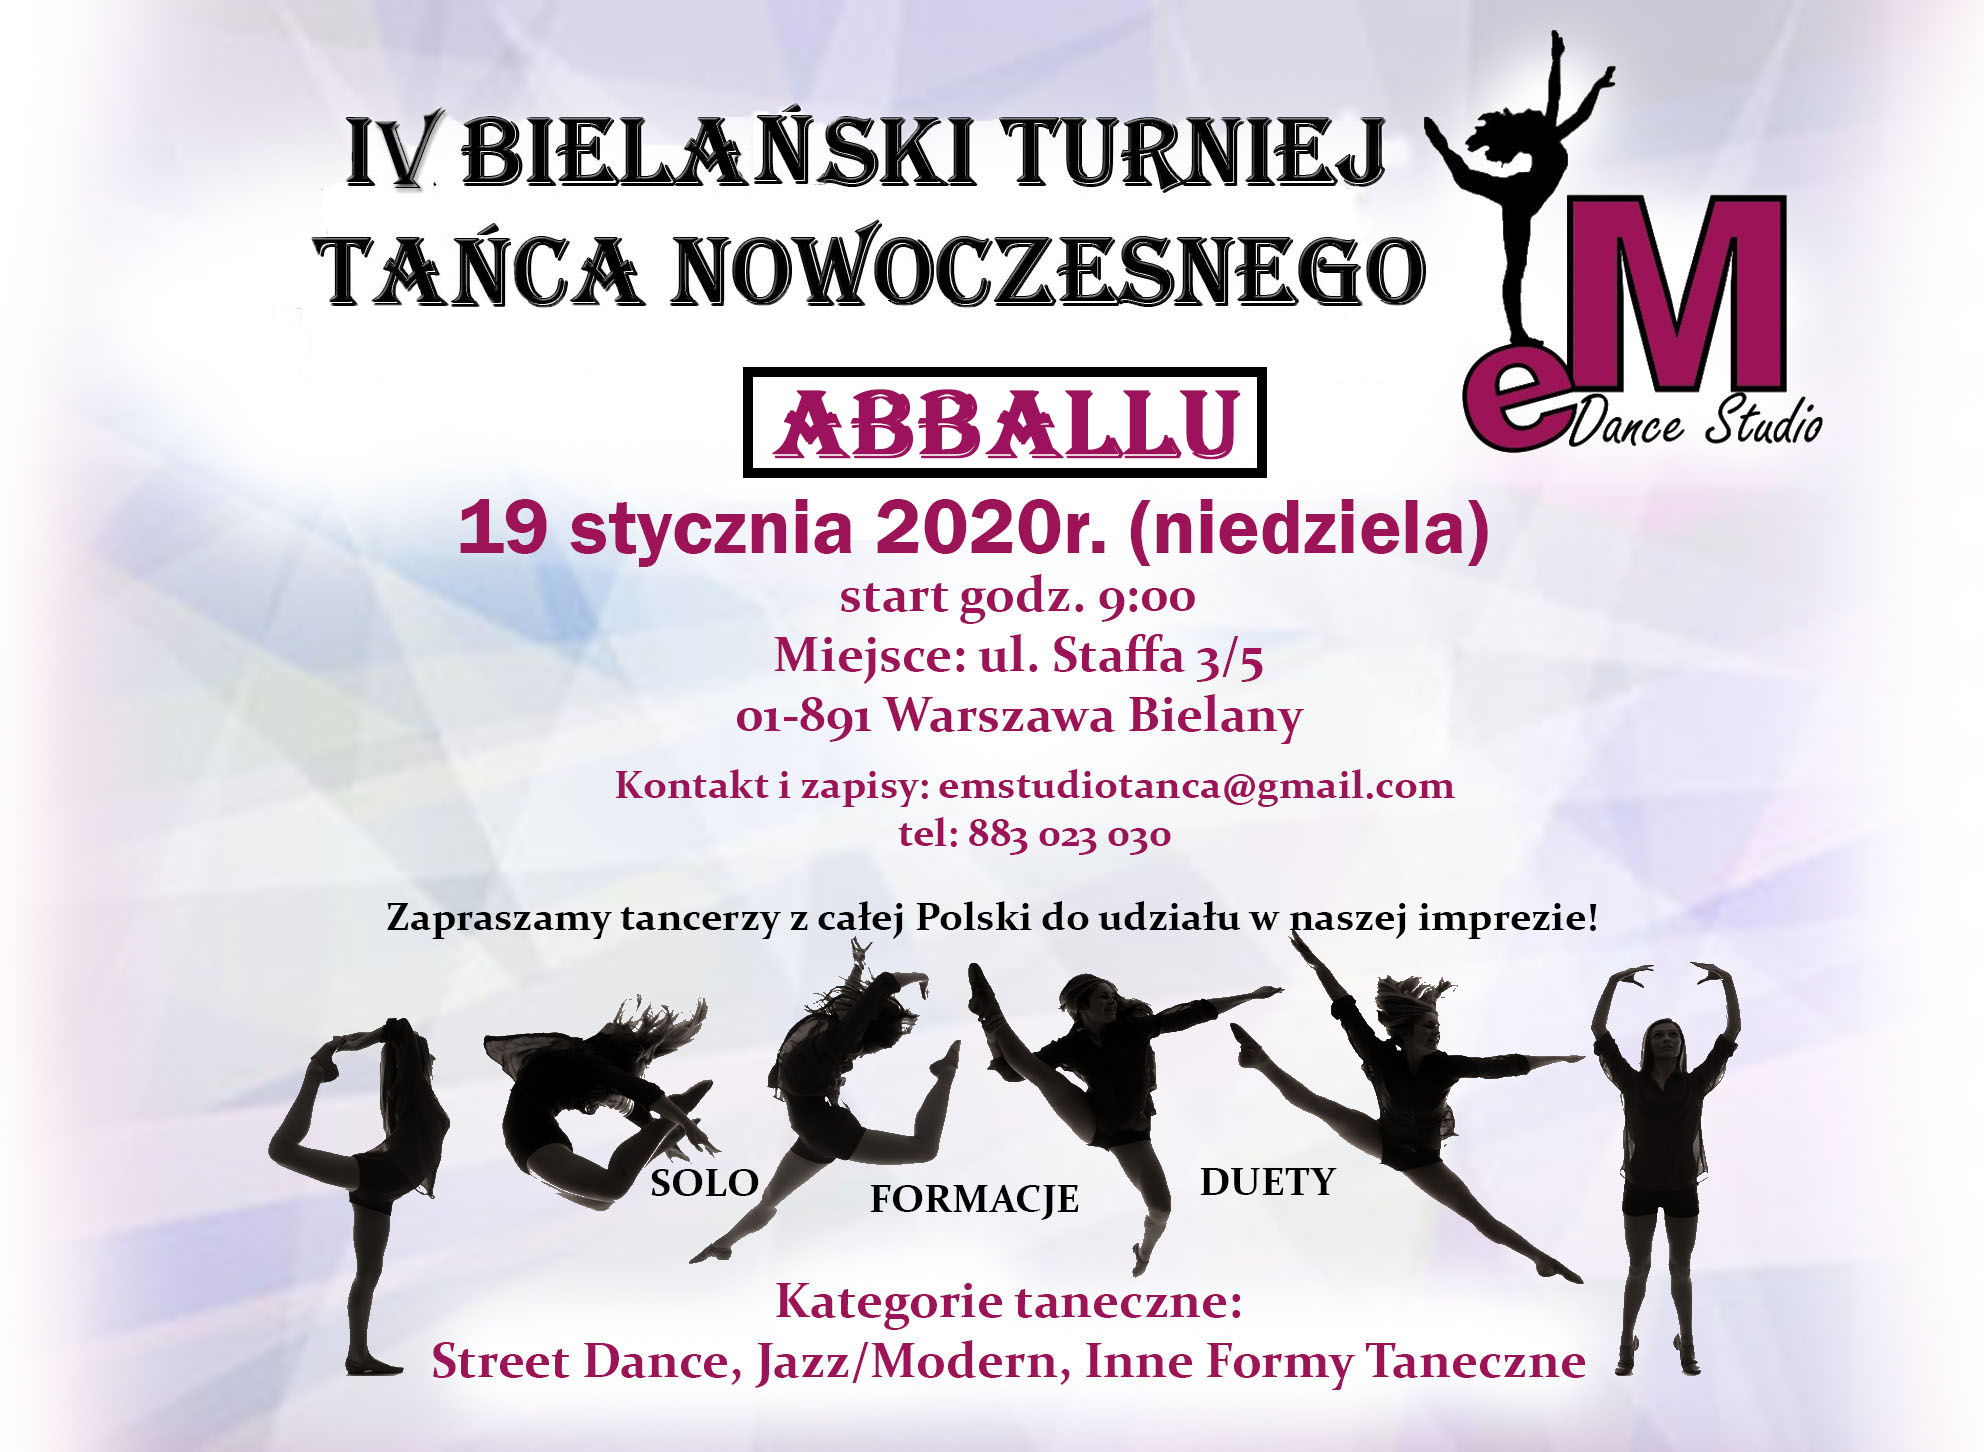 IV BIELAŃSKI TURNIEJ
TAŃCA NOWOCZESNEGO
eM
Dance Studio
ABBALLU
19 stycznia 2020r. (niedziela)
start godz. 9:00
Miejsce: ul. Staffa 3/5
01-891 Warszawa Bielany
Kontakt i zapisy: emstudiotanca@gmail.com
tel: 883 023 030
Zapraszamy tancerzy z całej Polski do udziału w naszej imprezie!
SOLO
FORMACJE
DUETY
Kategorie taneczne:
Street Dance, Jazz/Modern, Inne Formy Taneczne